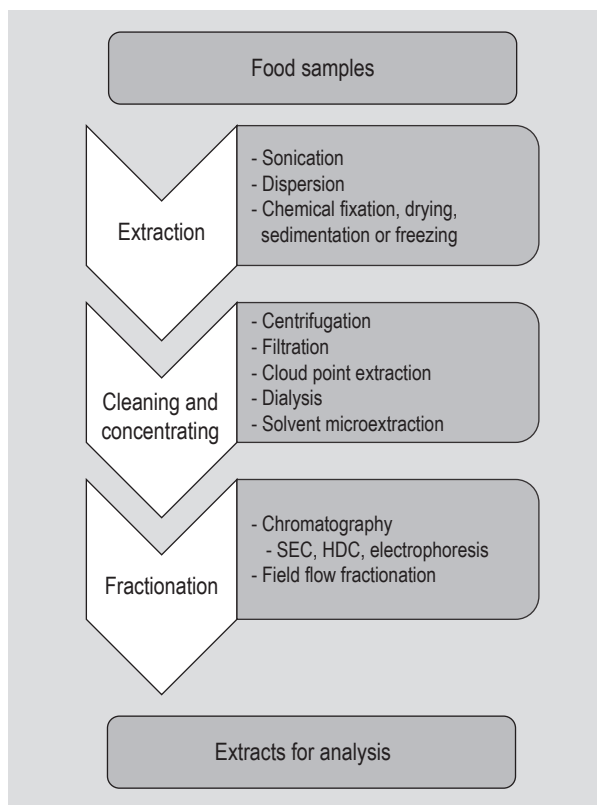 Food samples
Extraction
- Sonication
- Dispersion
- Chemical fixation, drying,
sedimentation or freezing
Cleaning and
concentrating
- Centrifugation
- Filtration
- Cloud point extraction
- Dialysis
- Solvent microextraction
Fractionation
- Chromatography
- SEC, HDC, electrophoresis
- Field flow fractionation
Extracts for analysis